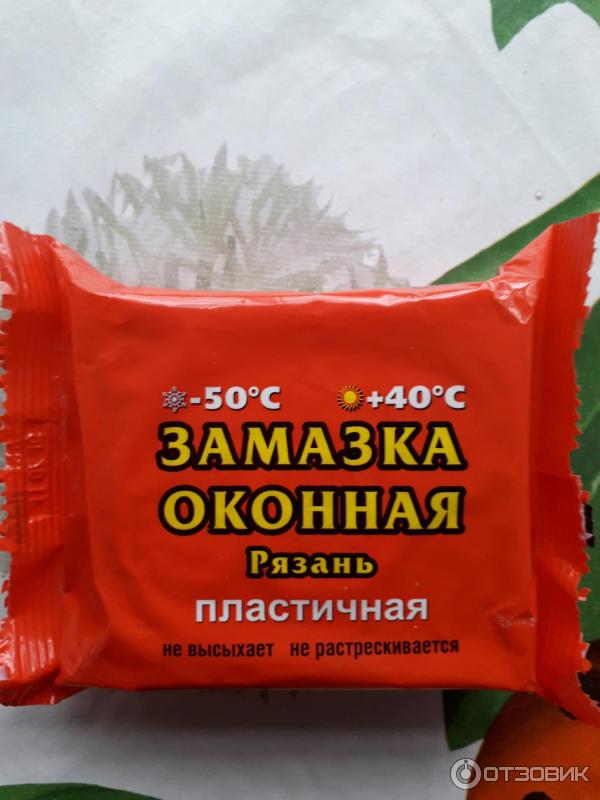 -50°C +40°C
ЗАМАЗКА
ОКОННАЯ
Рязань
пластичная
не высыхает не растрескивается
ОТЗОВИК